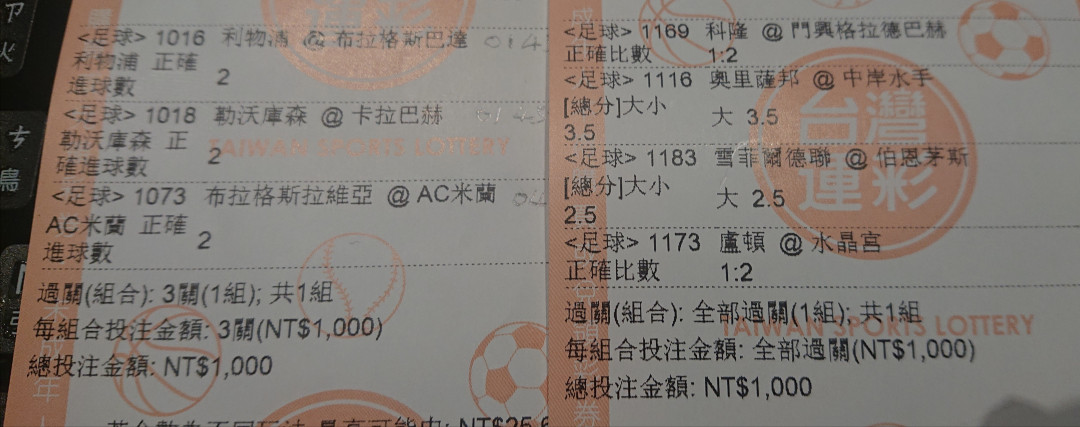 <足球> 1016 利物浦 @ 布拉格斯巴達
利物浦 正確
進球數 2
<足球> 1018 勒沃庫森 @ 卡拉巴赫
勒沃庫森 正
確進球數 2
TAIWAN SPORTS LOTTERY
<足球> 1073 布拉格斯拉維亞 @ AC米蘭
AC米蘭 正確
進球數 2
過關(組合): 3關(1組); 共1組
每組合投注金額: 3關(NT$1,000)
總投注金額: NT$1,000
<足球> 1169 科隆 @ 門興格拉德巴赫
正確比數 1:2
<足球> 1116 奧里薩邦 @ 中岸水手
[總分]大小
3.5 大 3.5
台灣
運彩
<足球> 1183 雪菲爾德聯 @ 伯恩茅斯
[總分]大小
2.5 大 2.5
<足球> 1173 盧頓 @ 水晶宮
正確比數 1:2
過關(組合): 全部過關(1組); 共1組
TAIWAN SPORTS LOTTERY
每組合投注金額: 全部過關(NT$1,000)
總投注金額: NT$1,000